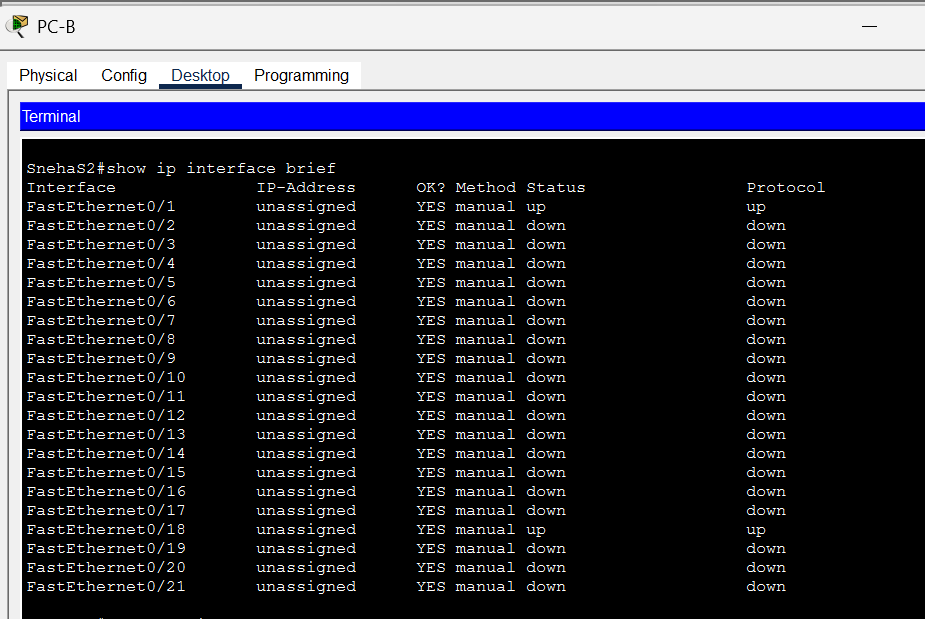 PC-B
Physical Config Desktop Programming
Terminal
SnehaS2#show ip interface brief
Interface IP-Address OK? Method Status Protocol
FastEthernet0/1 unassigned YES manual up up
FastEthernet0/2 unassigned YES manual down down
FastEthernet0/3 unassigned YES manual down down
FastEthernet0/4 unassigned YES manual down down
FastEthernet0/5 unassigned YES manual down down
FastEthernet0/6 unassigned YES manual down down
FastEthernet0/7 unassigned YES manual down down
FastEthernet0/8 unassigned YES manual down down
FastEthernet0/9 unassigned YES manual down down
FastEthernet0/10 unassigned YES manual down down
FastEthernet0/11 unassigned YES manual down down
FastEthernet0/12 unassigned YES manual down down
FastEthernet0/13 unassigned YES manual down down
FastEthernet0/14 unassigned YES manual down down
FastEthernet0/15 unassigned YES manual down down
FastEthernet0/16 unassigned YES manual down down
FastEthernet0/17 unassigned YES manual down down
FastEthernet0/18 unassigned YES manual up up
FastEthernet0/19 unassigned YES manual down down
FastEthernet0/20 unassigned YES manual down down
FastEthernet0/21 unassigned YES manual down down